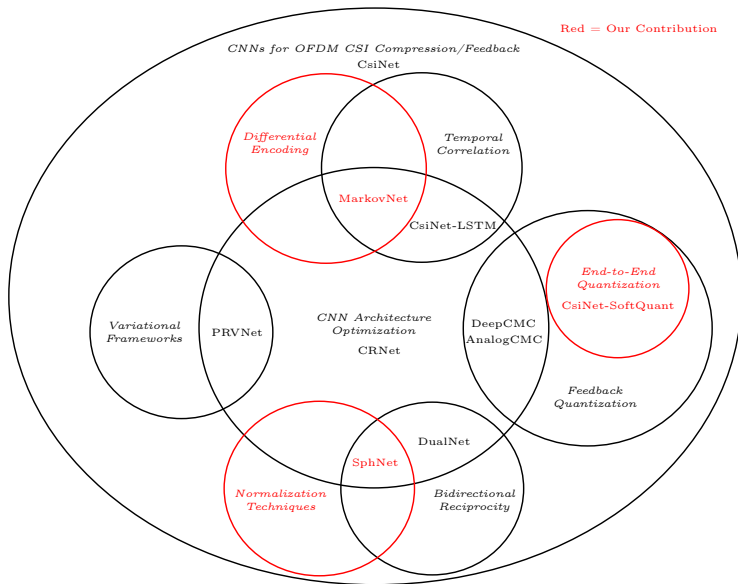 Red = Our Contribution
CNNs for OFDM CSI Compression/Feedback
CsiNet
Differential
Encoding
Temporal
Correlation
MarkovNet
CsiNet-LSTM
End-to-End
Quantization
CsiNet-SoftQuant
Variational
Frameworks
PRVNet
CNN Architecture
Optimization
CRNet
DeepCMC
AnalogCMC
Feedback
Quantization
DualNet
SphNet
Normalization
Techniques
Bidirectional
Reciprocity